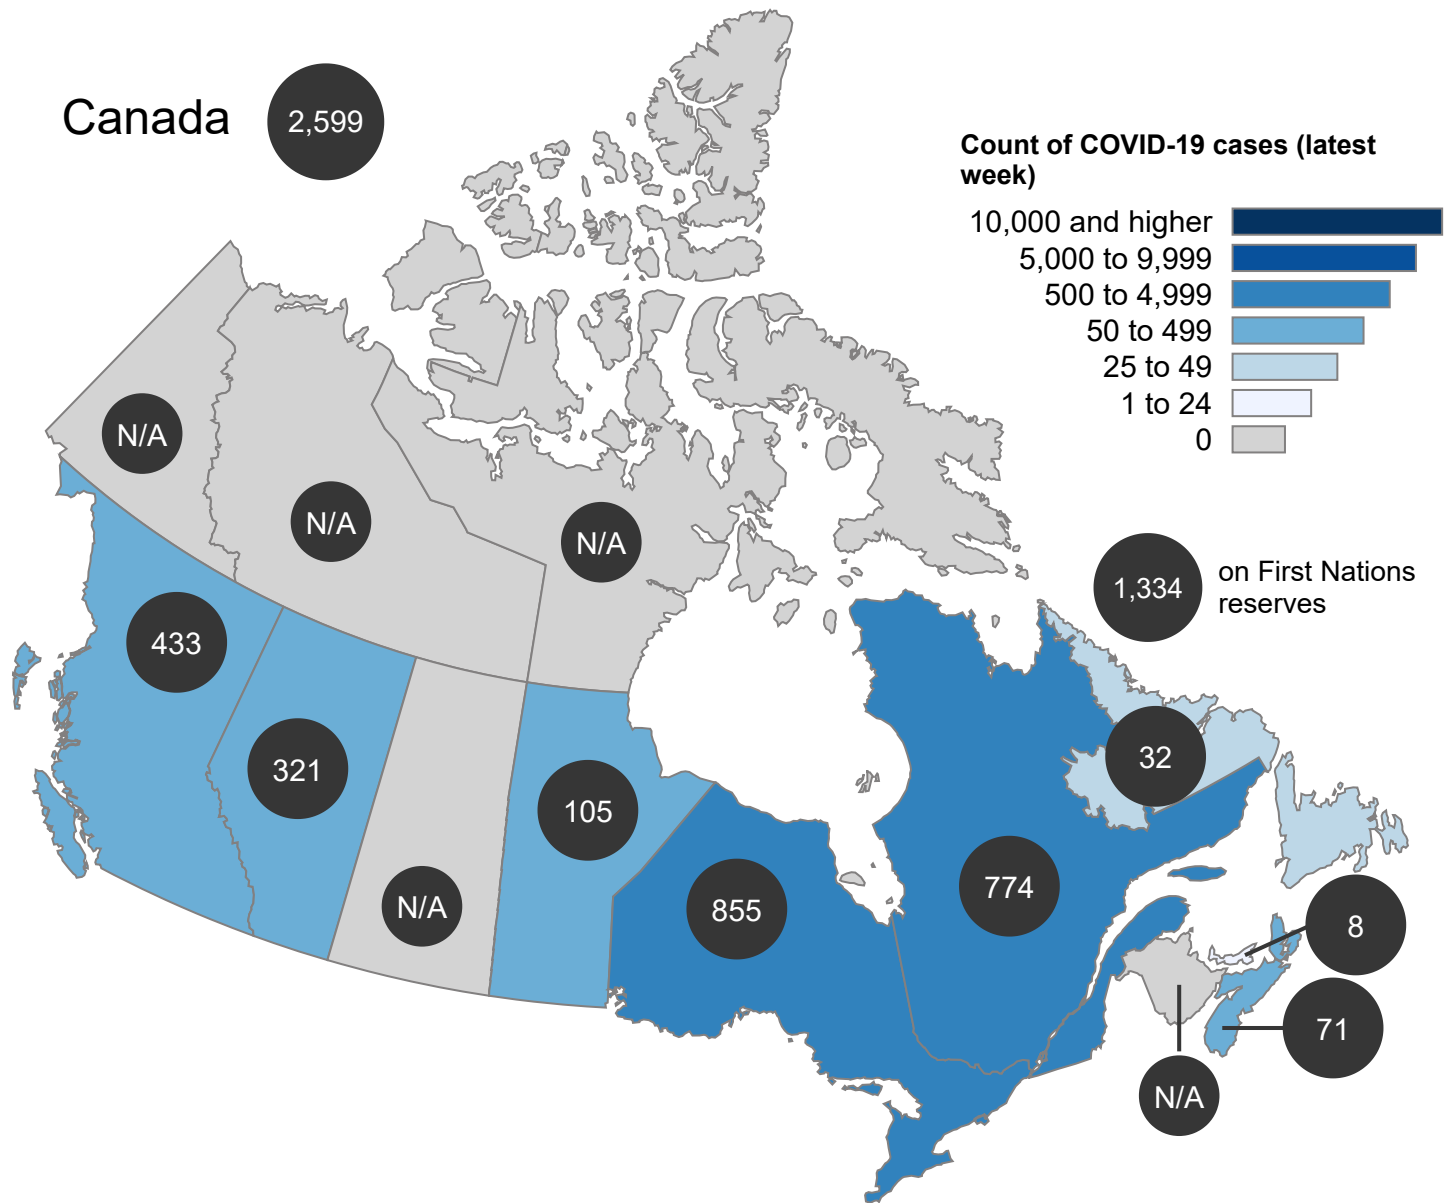 Canada
2,599
Count of COVID-19 cases (latest
week)
10,000 and higher
5,000 to 9,999
500 to 4,999
50 to 499
25 to 49
1 to 24
0
N/A
N/A
N/A
1,334
on First Nations
reserves
433
321
105
32
N/A
855
774
8
71
N/A